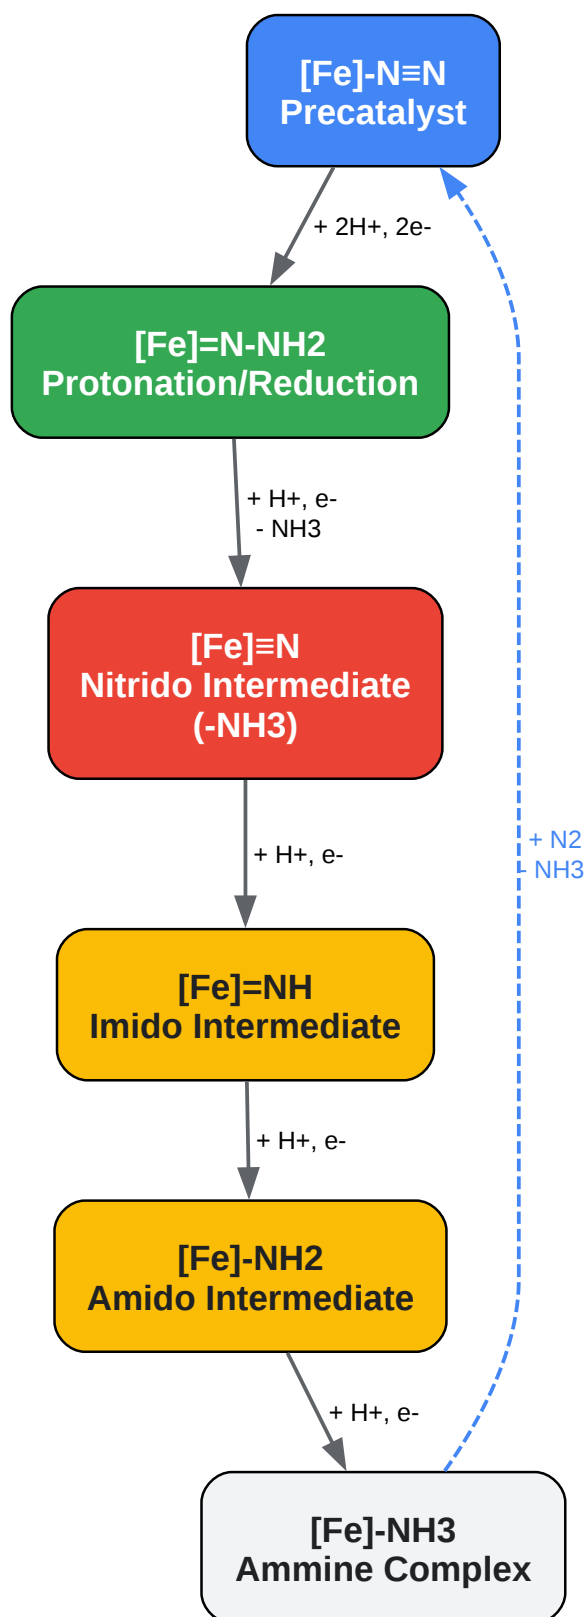 [Fe]-N≡N
Precatalyst
+ 2H+, 2e-
[Fe]=N-NH2
Protonation/Reduction
+ H+, e-
- NH3
[Fe]≡N
Nitrido Intermediate
(-NH3)
+ H+, e-
+ N2
- NH3
[Fe]=NH
Imido Intermediate
+ H+, e-
[Fe]-NH2
Amido Intermediate
+ H+, e-
[Fe]-NH3
Ammine Complex